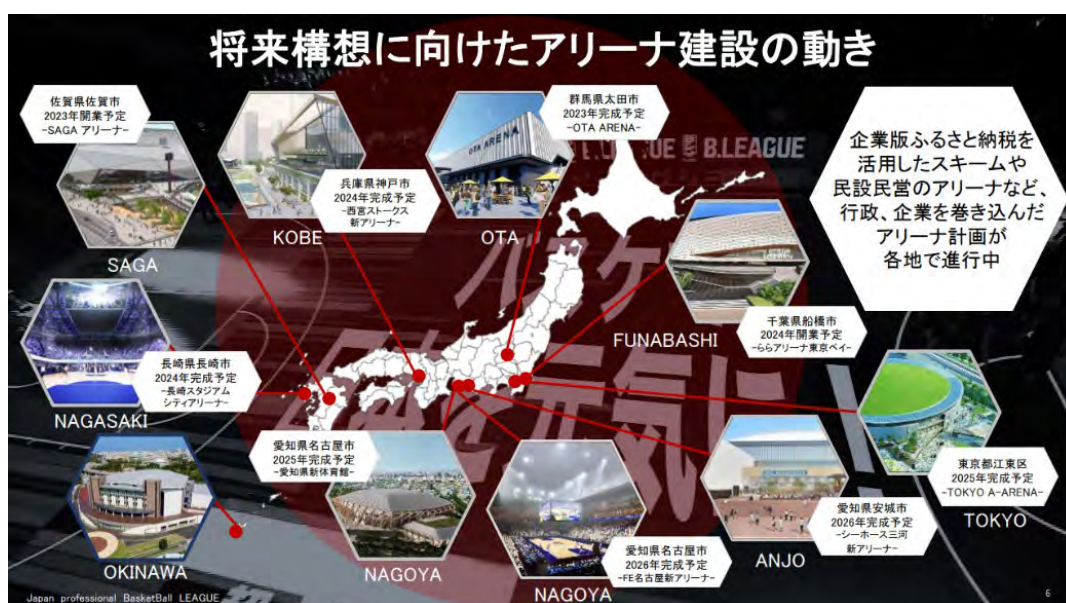 将来構想に向けたアリーナ建設の動き
佐賀県佐賀市
2023年開業予定
-SAGA アリーナ-
SAGA
兵庫県神戸市
2024年完成予定
-西宮ストークス
新アリーナ-
KOBE
群馬県太田市
2023年完成予定
-OTA ARENA-
OTA ARENA
OTA
B.LEAGUE
企業版ふるさと納税を
活用したスキームや
民設民営のアリーナなど、
行政、企業を巻き込んだ
アリーナ計画が
各地で進行中
千葉県船橋市
2024年開業予定
-ららアリーナ東京ベイ-
FUNABASHI
長崎県長崎市
2024年完成予定
-長崎スタジアム
シティアリーナ-
NAGASAKI
東京都江東区
2025年完成予定
-TOKYO A-ARENA-
TOKYO
愛知県名古屋市
2025年完成予定
-愛知県新体育館-
NAGOYA
愛知県名古屋市
2026年完成予定
-FE名古屋新アリーナ-
NAGOYA
愛知県安城市
2026年完成予定
-シーホース三河
新アリーナ-
ANJO
OKINAWA
を元気に
Japan professional BasketBall LEAGUE
6